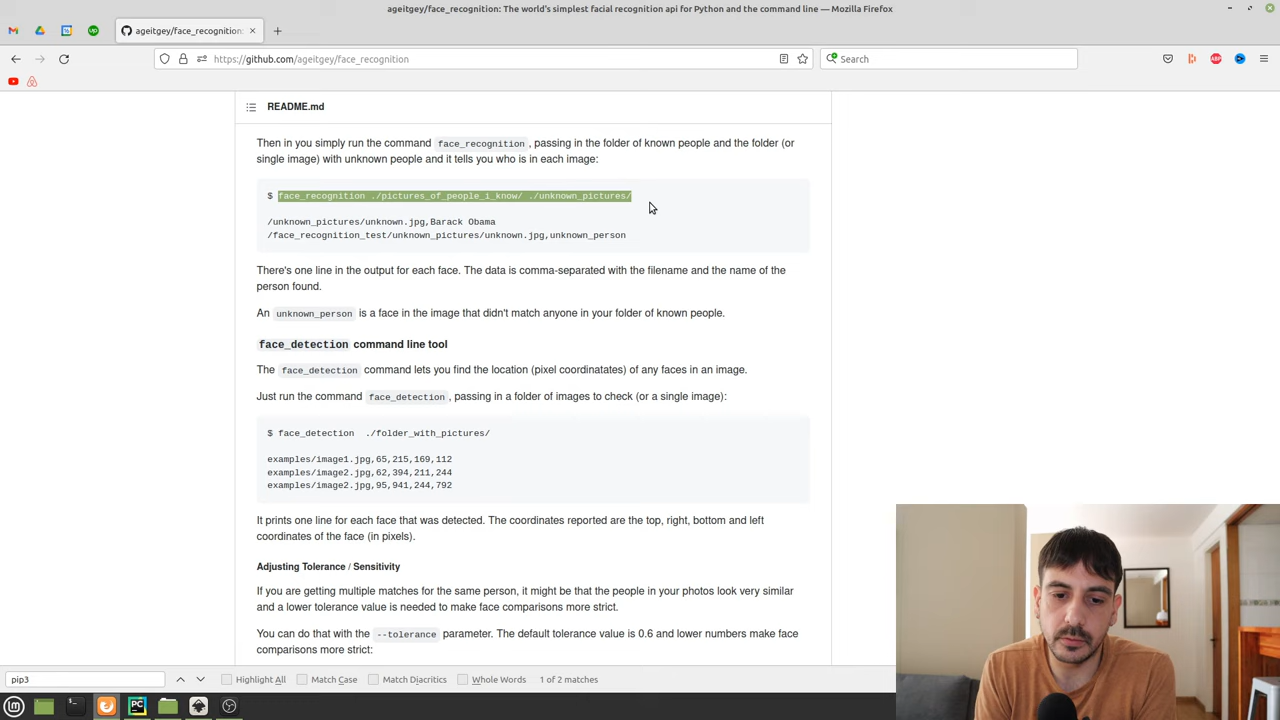 ageitgey/face_recognition: The world's simplest facial recognition api for Python and the command line — Mozilla Firefox
ageitgey/face_recognition:
https://github.com/ageitgey/face_recognition
Search
ABP
README.md
Then in you simply run the command face_recognition, passing in the folder of known people and the folder (or
single image) with unknown people and it tells you who is in each image:
$ face_recognition ./pictures_of_people_i_know/ ./unknown_pictures/
/unknown_pictures/unknown.jpg,Barack Obama
/face_recognition_test/unknown_pictures/unknown.jpg,unknown_person
There's one line in the output for each face. The data is comma-separated with the filename and the name of the
person found.
An unknown_person is a face in the image that didn't match anyone in your folder of known people.
face_detection command line tool
The face_detection command lets you find the location (pixel coordinatates) of any faces in an image.
Just run the command face_detection, passing in a folder of images to check (or a single image):
$ face_detection  ./folder_with_pictures/
examples/image1.jpg,65,215,169,112
examples/image2.jpg,62,394,211,244
examples/image2.jpg,95,941,244,792
It prints one line for each face that was detected. The coordinates reported are the top, right, bottom and left
coordinates of the face (in pixels).
Adjusting Tolerance / Sensitivity
If you are getting multiple matches for the same person, it might be that the people in your photos look very similar
and a lower tolerance value is needed to make face comparisons more strict.
You can do that with the --tolerance parameter. The default tolerance value is 0.6 and lower numbers make face
comparisons more strict:
pip3
Highlight All
Match Case
Match Diacritics
Whole Words
1 of 2 matches
PC